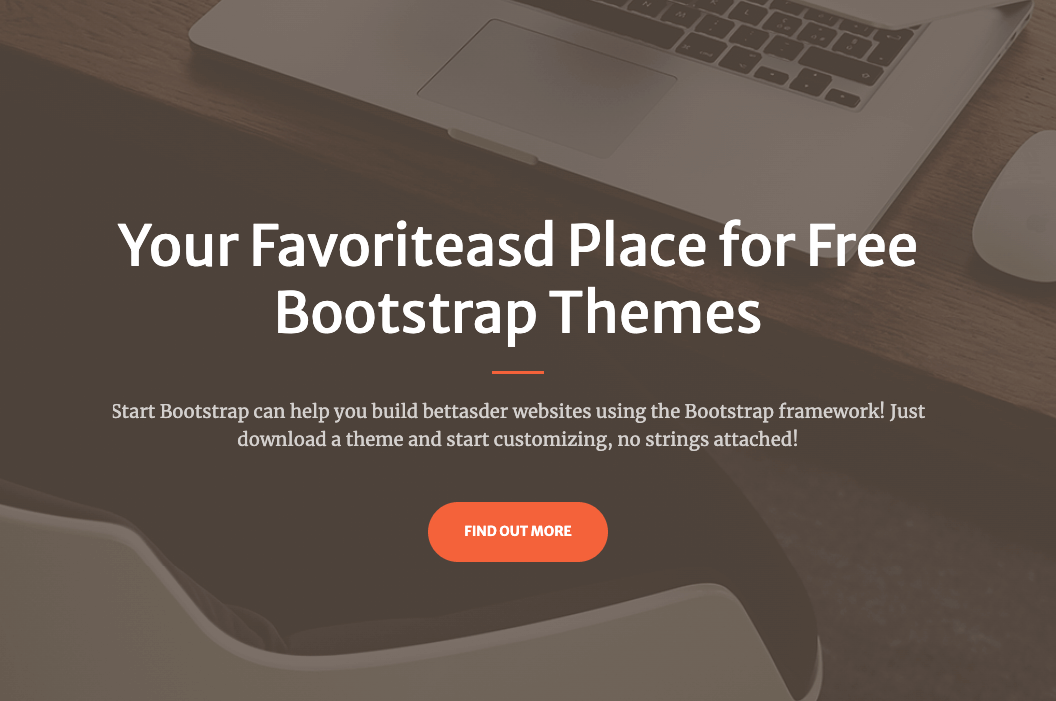 Your Favoriteasd Place for Free
Bootstrap Themes
Start Bootstrap can help you build bettasder websites using the Bootstrap framework! Just
download a theme and start customizing, no strings attached!
FIND OUT MORE